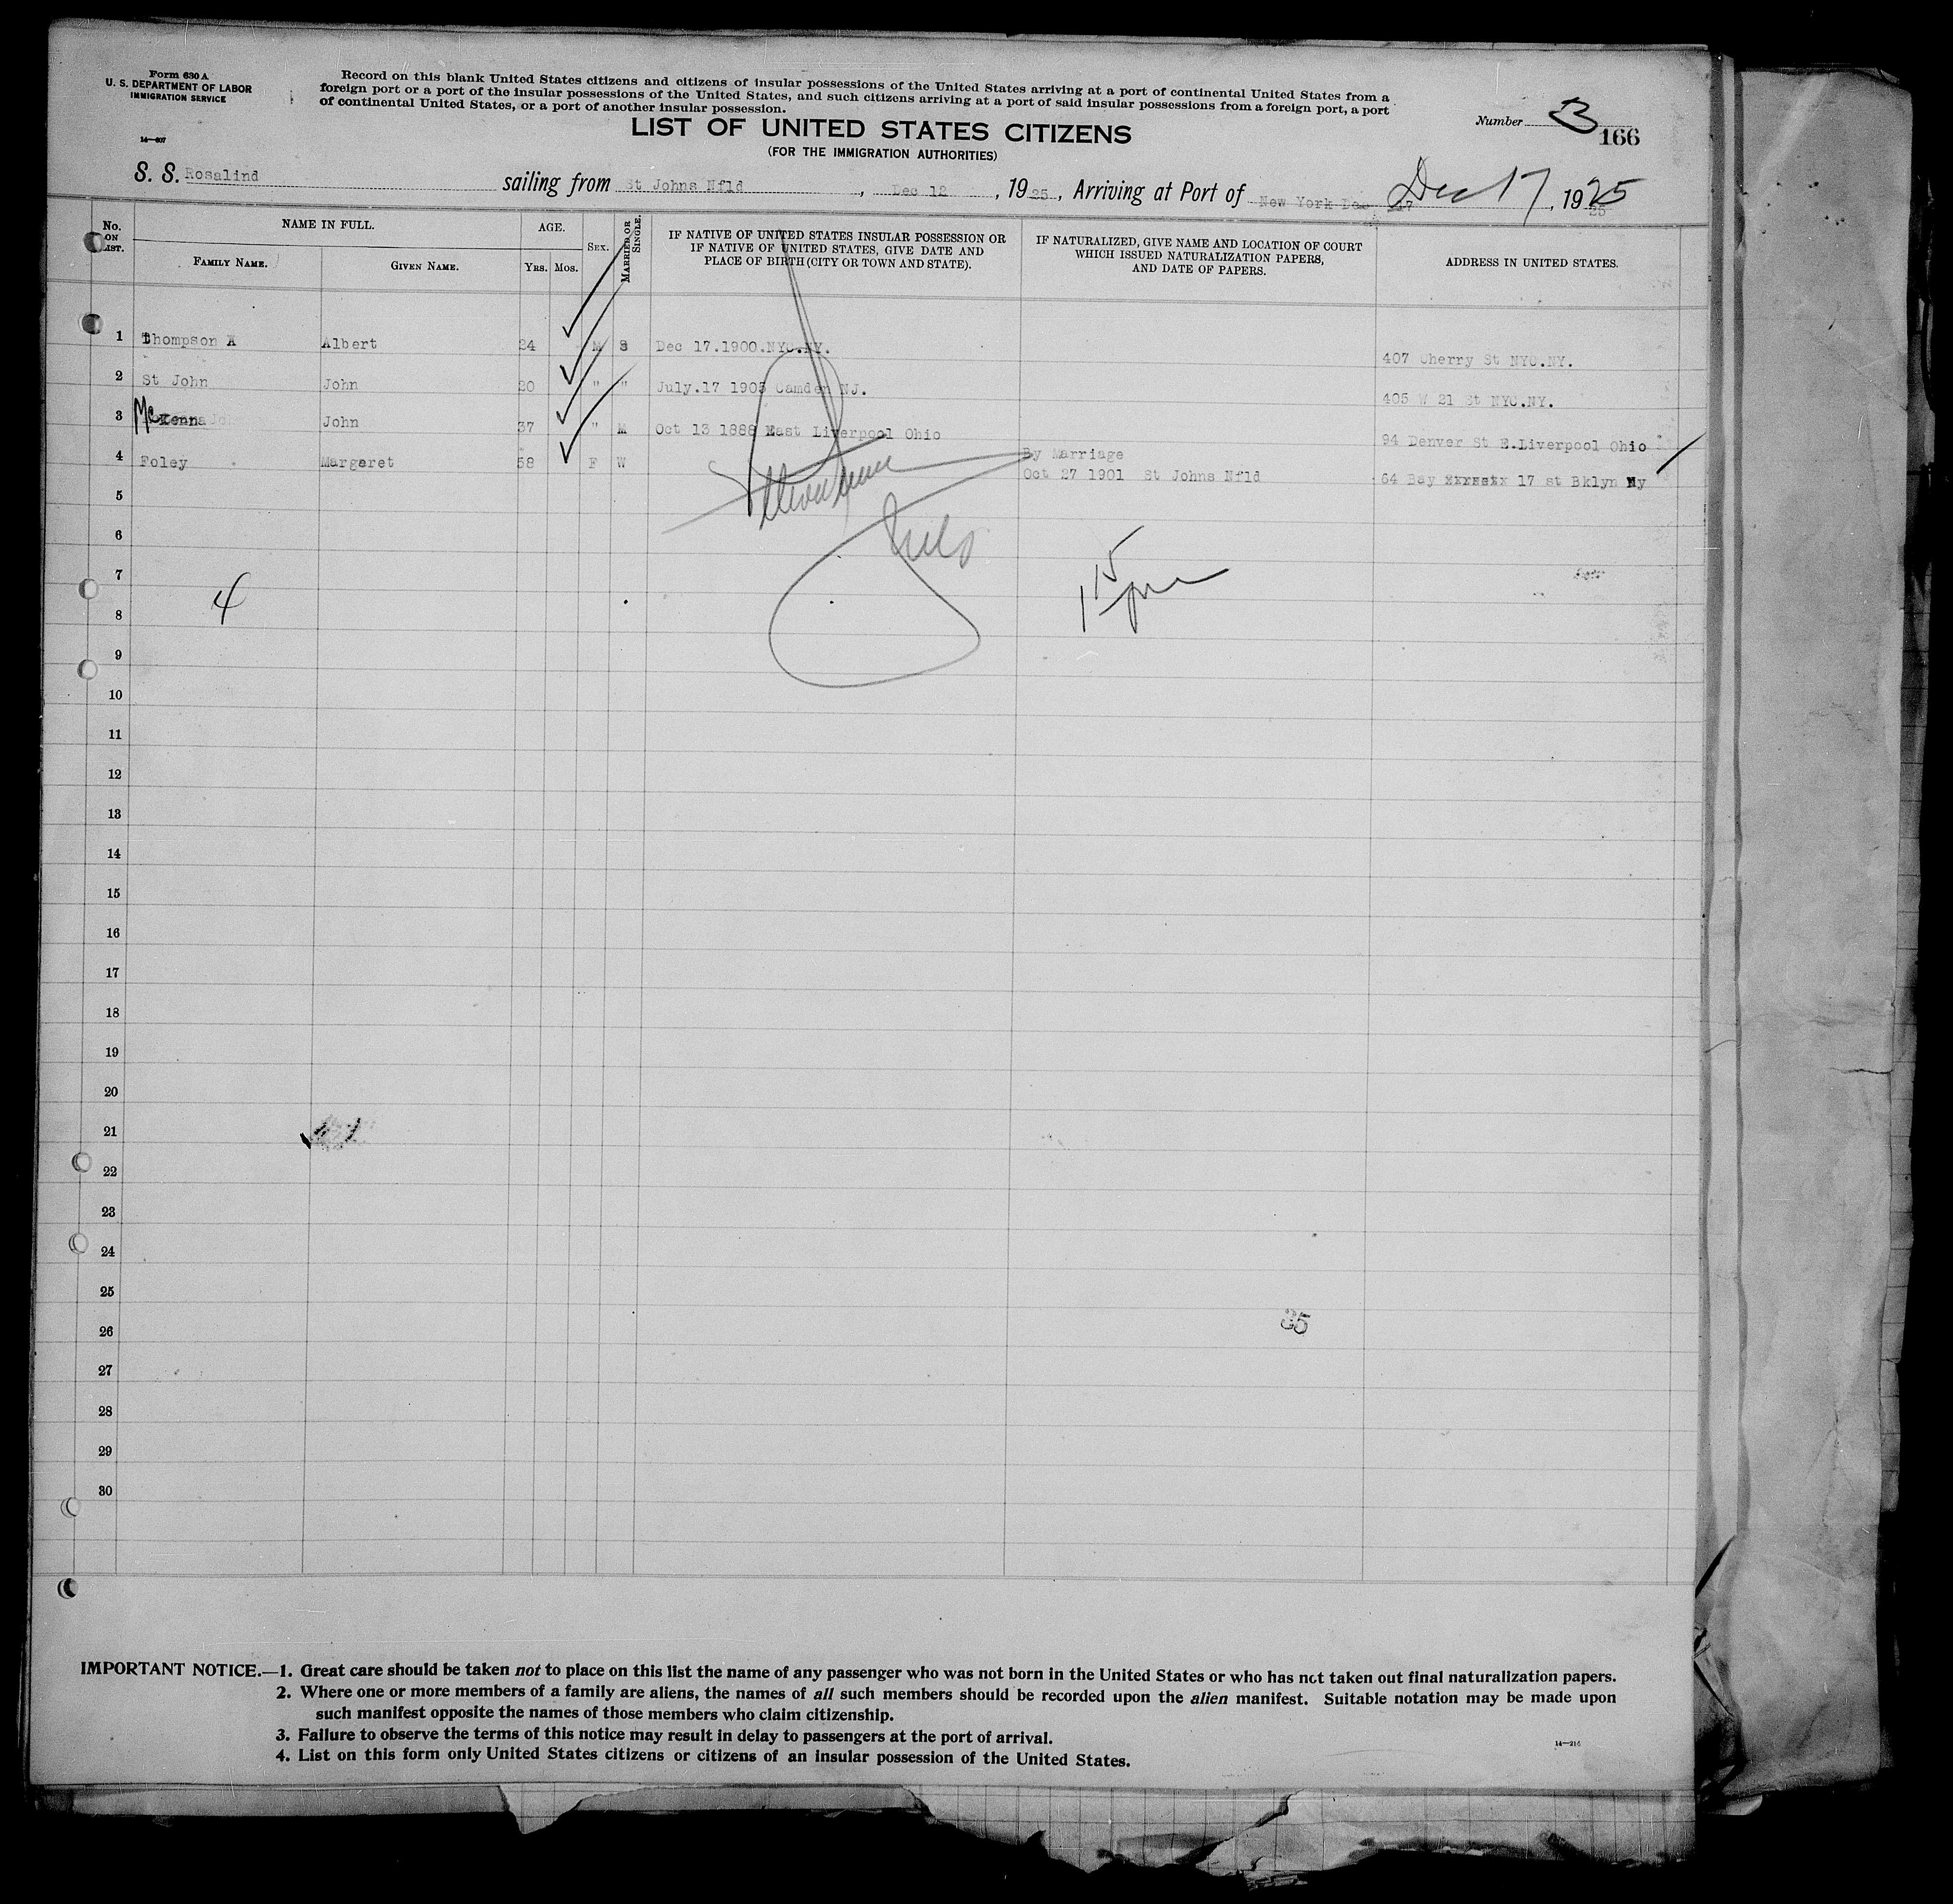 Form 630 A
U. S. DEPARTMENT OF LABOR
IMMIGRATION SERVICE
14—607
Record on this blank United States citizens and citizens of insular possessions of the United States arriving at a port of continental United States from a
foreign port or a port of the insular possessions of the United States, and such citizens arriving at a port of said insular possessions from a foreign port, a port
of continental United States, or a port of another insular possession.
Number 3
166
LIST OF UNITED STATES CITIZENS
(FOR THE IMMIGRATION AUTHORITIES)
S. S. Rosalind sailing from St Johns Nfld, Dec 12, 1925, Arriving at Port of New York Dec 17 Dec 17, 1925
No. ON LIST. NAME IN FULL. AGE. SEX. MARRIED OR SINGLE. IF NATIVE OF UNITED STATES INSULAR POSSESSION OR IF NATIVE OF UNITED STATES, GIVE DATE AND PLACE OF BIRTH (CITY OR TOWN AND STATE). IF NATURALIZED, GIVE NAME AND LOCATION OF COURT WHICH ISSUED NATURALIZATION PAPERS, AND DATE OF PAPERS. ADDRESS IN UNITED STATES.
FAMILY NAME. GIVEN NAME. YRS. MOS.
1 Thompson A Albert 24 M S Dec 17.1900.NYC.NY. 407 Cherry St NYC.NY.
2 St John John 20 " " July.17 1905 Camden NJ. 405 W 21 St NYC.NY.
3 McKenna John 37 " M Oct 13 1888 East Liverpool Ohio 94 Denver St E.Liverpool Ohio
4 Foley Margeret 58 F W By Marriage
Oct 27 1901 St Johns Nfld 64 Bay 17 st Bklyn Ny
5
6
7
115 pm
4
8
9
10
11
12
13
14
15
16
17
18
19
20
21
22
23
24
25
26
35
27
28
29
30
IMPORTANT NOTICE.—1. Great care should be taken not to place on this list the name of any passenger who was not born in the United States or who has not taken out final naturalization papers.
2. Where one or more members of a family are aliens, the names of all such members should be recorded upon the alien manifest. Suitable notation may be made upon
such manifest opposite the names of those members who claim citizenship.
3. Failure to observe the terms of this notice may result in delay to passengers at the port of arrival.
4. List on this form only United States citizens or citizens of an insular possession of the United States.
14—216